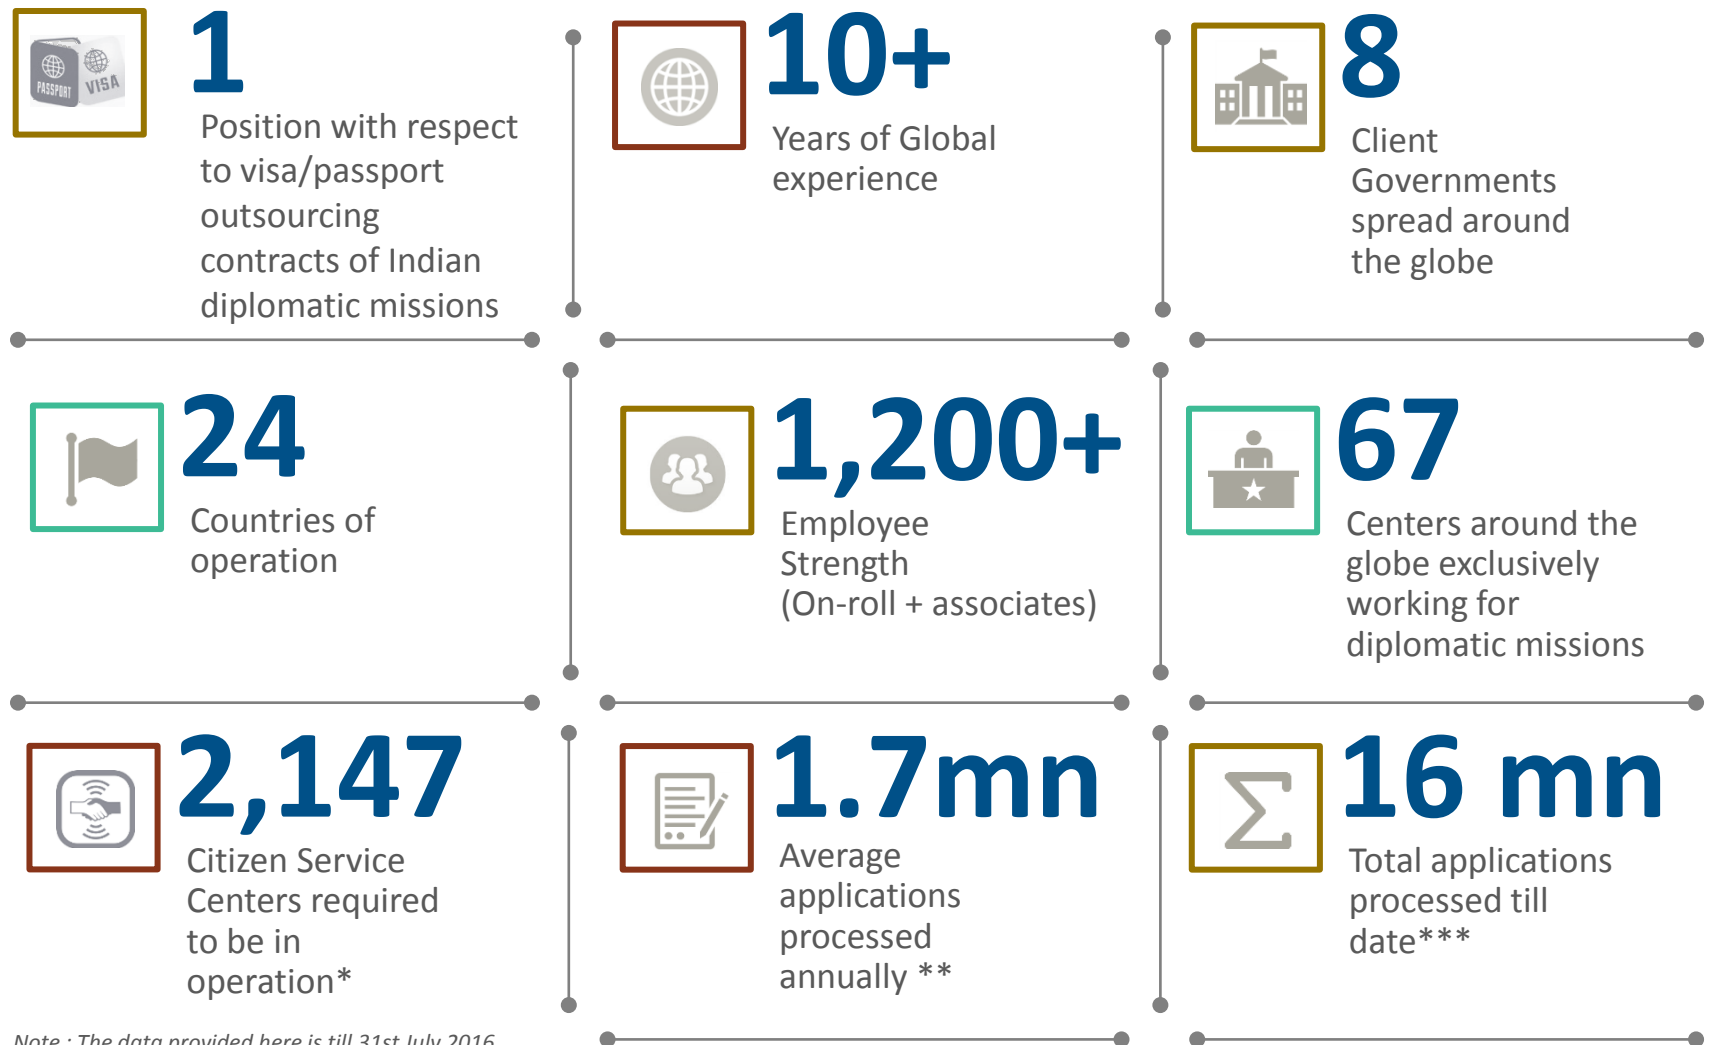 PASSPORT
VISA
1
Position with respect
to visa/passport
outsourcing
contracts of Indian
diplomatic missions
10+
Years of Global
experience
8
Client
Governments
spread around
the globe
24
Countries of
operation
1,200+
Employee
Strength
(On-roll + associates)
67
Centers around the
globe exclusively
working for
diplomatic missions
2,147
Citizen Service
Centers required
to be in
operation*
1.7mn
Average
applications
processed
annually **
16 mn
Total applications
processed till
date***
Note : The data provided here is till 31st July 2016